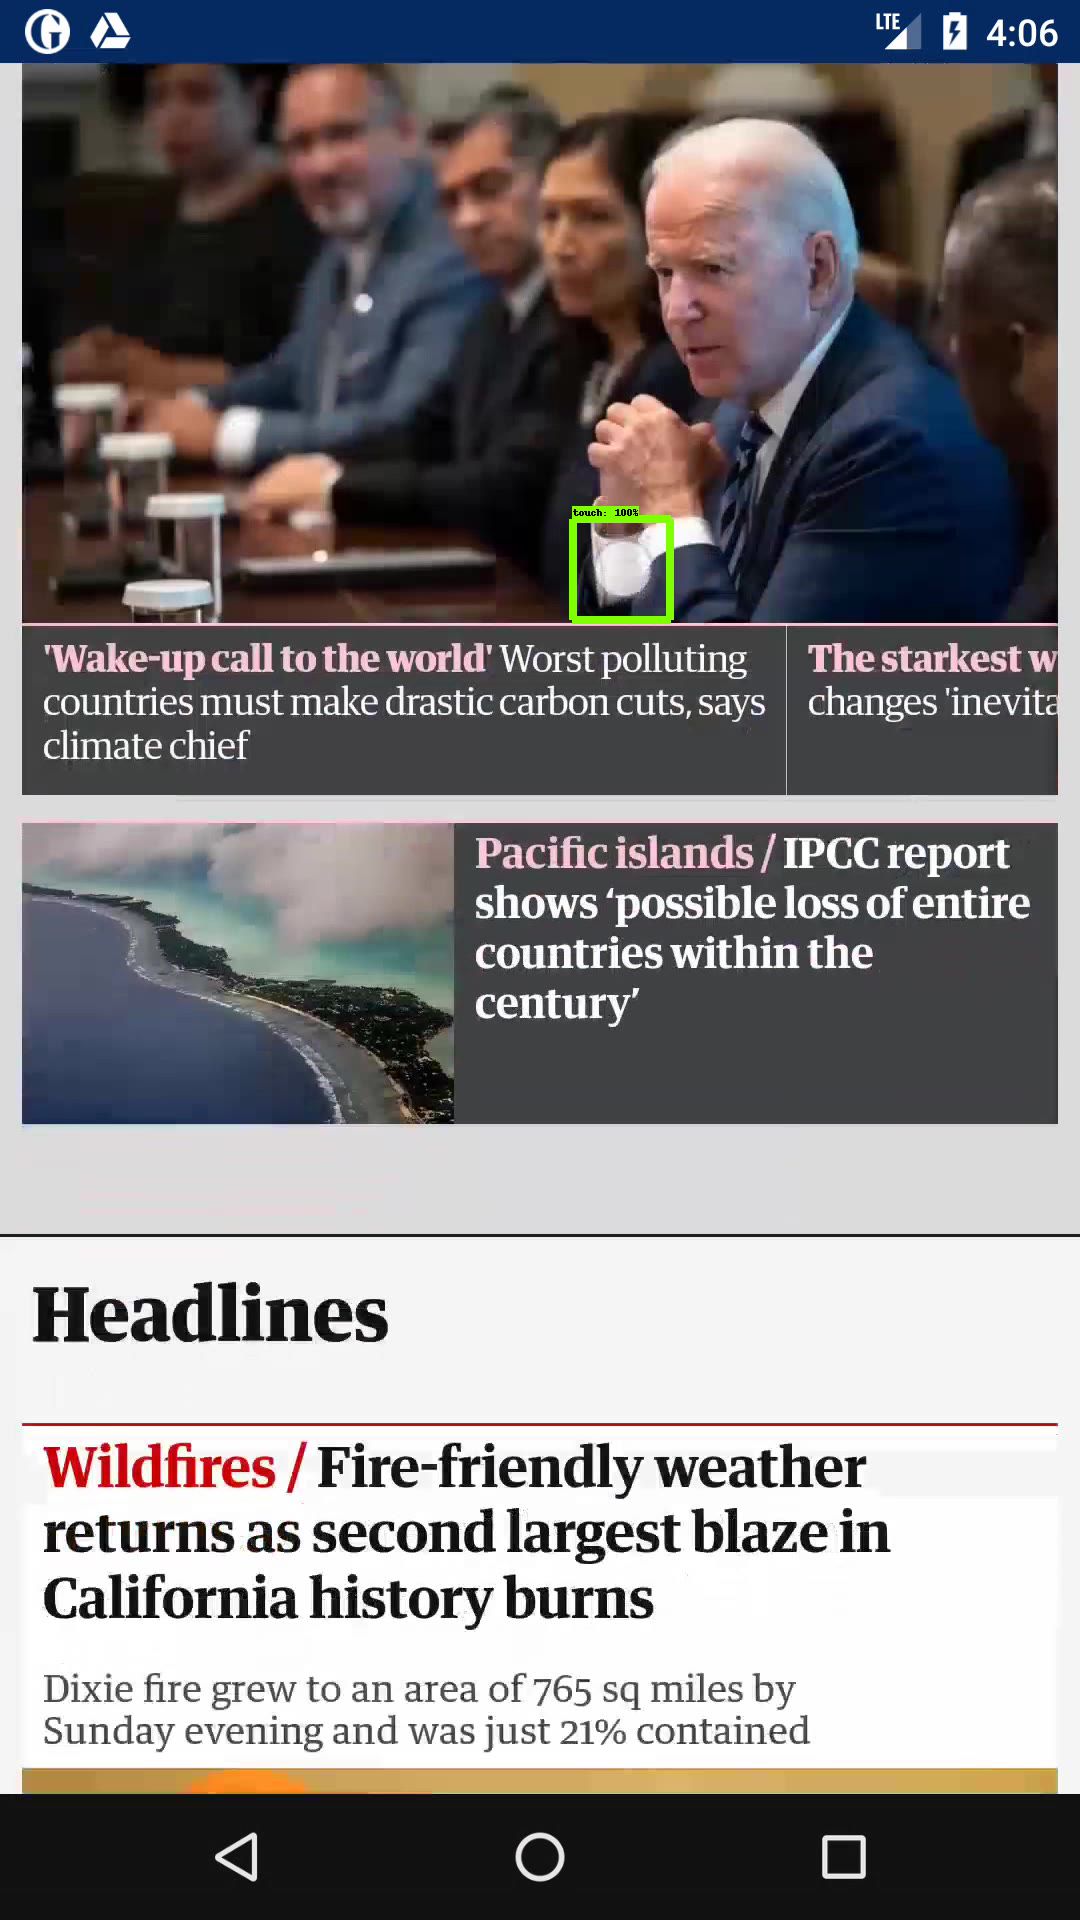 LTE 4:06
touch: 100%
'Wake-up call to the world' Worst polluting
countries must make drastic carbon cuts, says
climate chief
The starkest w
changes 'inevita
Pacific islands / IPCC report
shows ‘possible loss of entire
countries within the
century’
Headlines
Wildfires / Fire-friendly weather
returns as second largest blaze in
California history burns
Dixie fire grew to an area of 765 sq miles by
Sunday evening and was just 21% contained